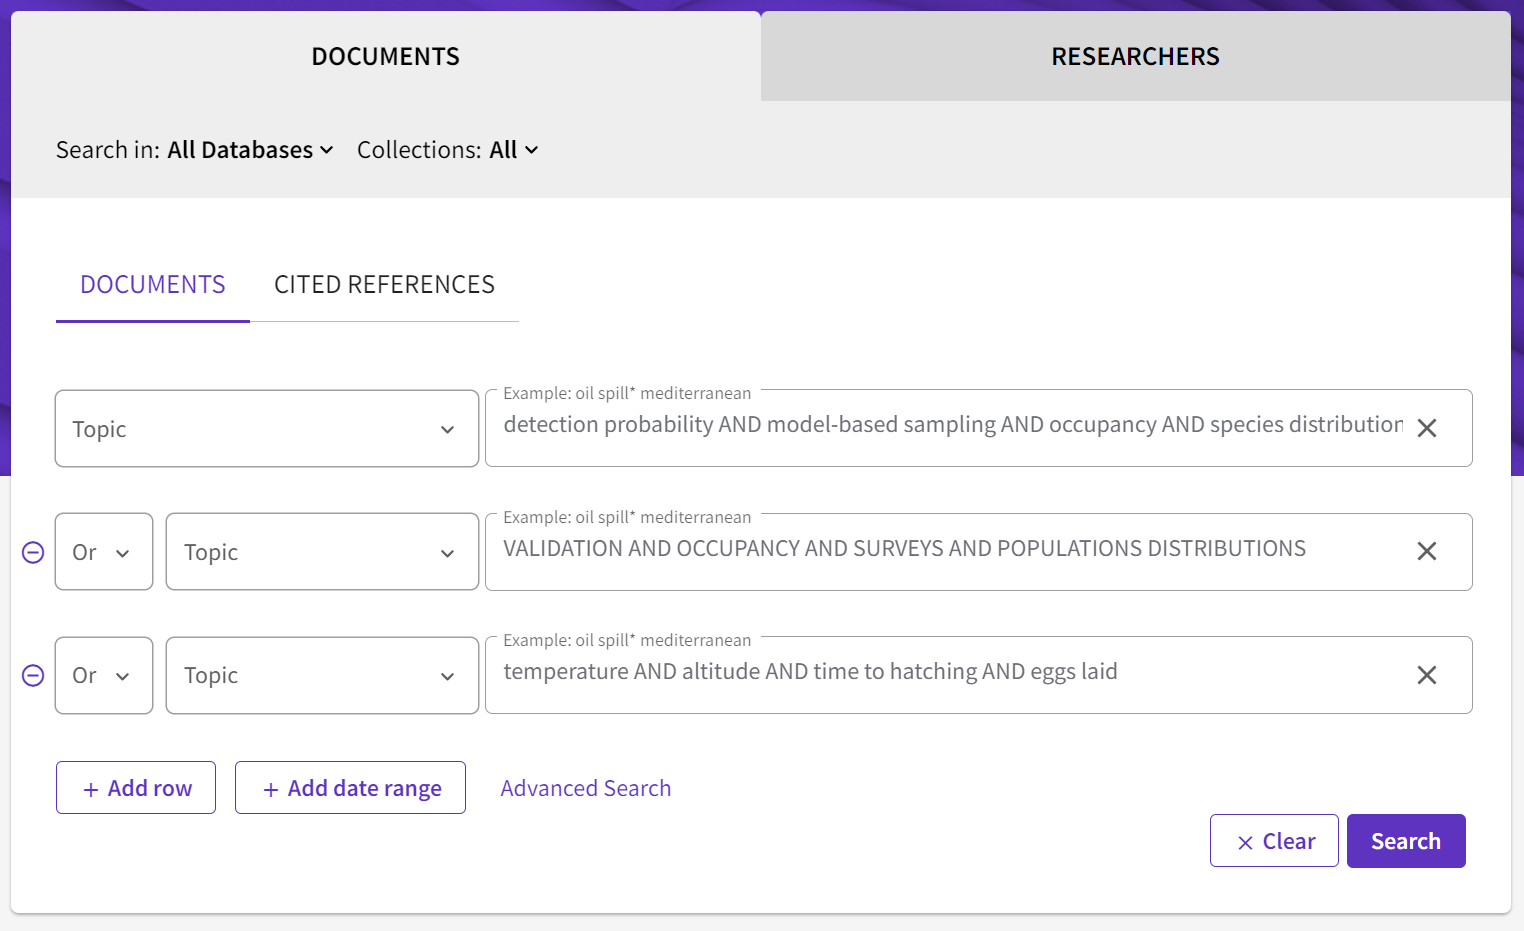 DOCUMENTS RESEARCHERS
Search in: All Databases Collections: All
DOCUMENTS CITED REFERENCES
Example: oil spill* mediterranean
Topic detection probability AND model-based sampling AND occupancy AND species distribution
Example: oil spill* mediterranean
Or Topic VALIDATION AND OCCUPANCY AND SURVEYS AND POPULATIONS DISTRIBUTIONS
Example: oil spill* mediterranean
Or Topic temperature AND altitude AND time to hatching AND eggs laid
+ Add row + Add date range Advanced Search
× Clear Search